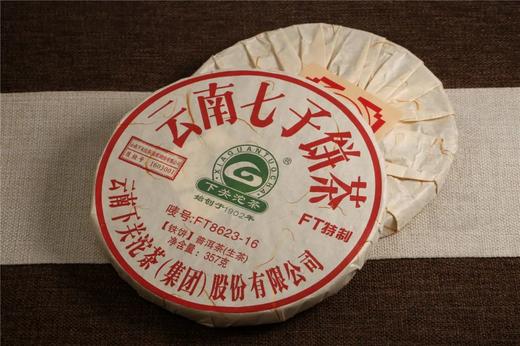 云南七子饼茶
FT特制
XIAGUANTUOCHA
®
下关沱茶
始创于1902年
唛号:FT8623-16
【铁饼】普洱茶(生茶)
净含量:357克
云南下关沱茶(集团)股份有限公司